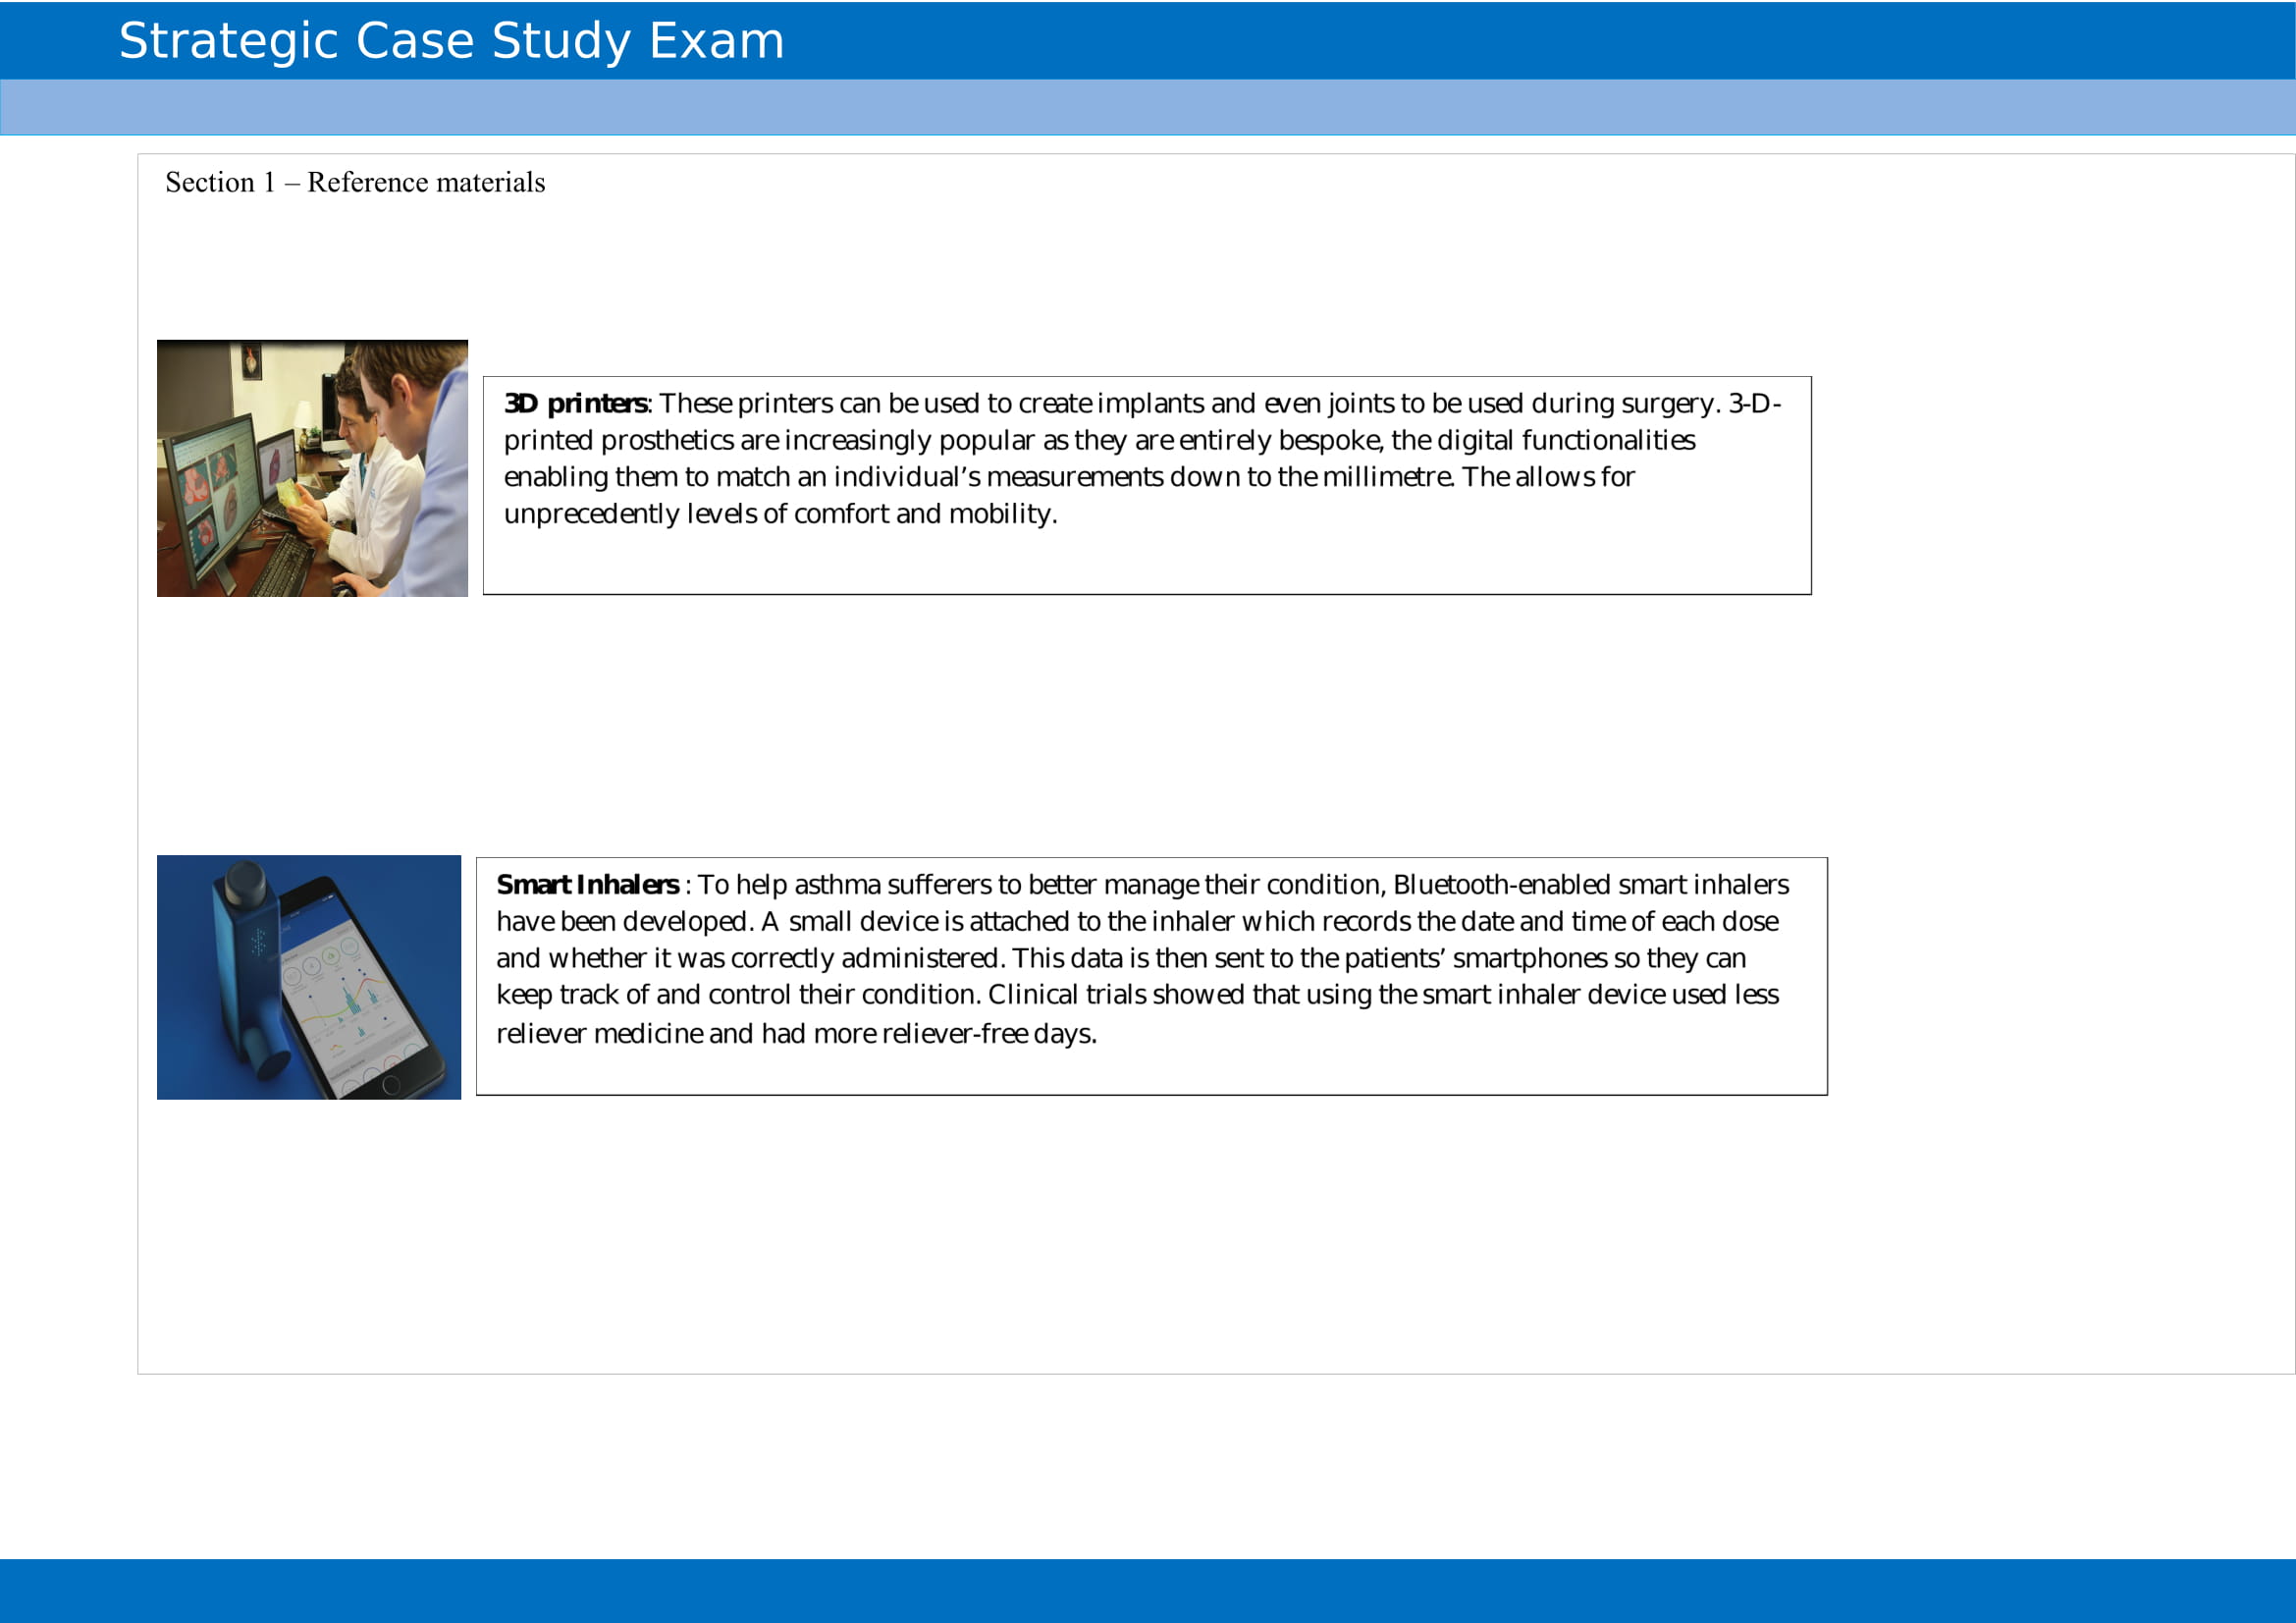 Strategic Case Study Exam
Section 1 – Reference materials
3D printers: These printers can be used to create implants and even joints to be used during surgery. 3-D-
printed prosthetics are increasingly popular as they are entirely bespoke, the digital functionalities
enabling them to match an individual’s measurements down to the millimetre. The allows for
unprecedently levels of comfort and mobility.
Smart Inhalers : To help asthma sufferers to better manage their condition, Bluetooth-enabled smart inhalers
have been developed. A small device is attached to the inhaler which records the date and time of each dose
and whether it was correctly administered. This data is then sent to the patients’ smartphones so they can
keep track of and control their condition. Clinical trials showed that using the smart inhaler device used less
reliever medicine and had more reliever-free days.